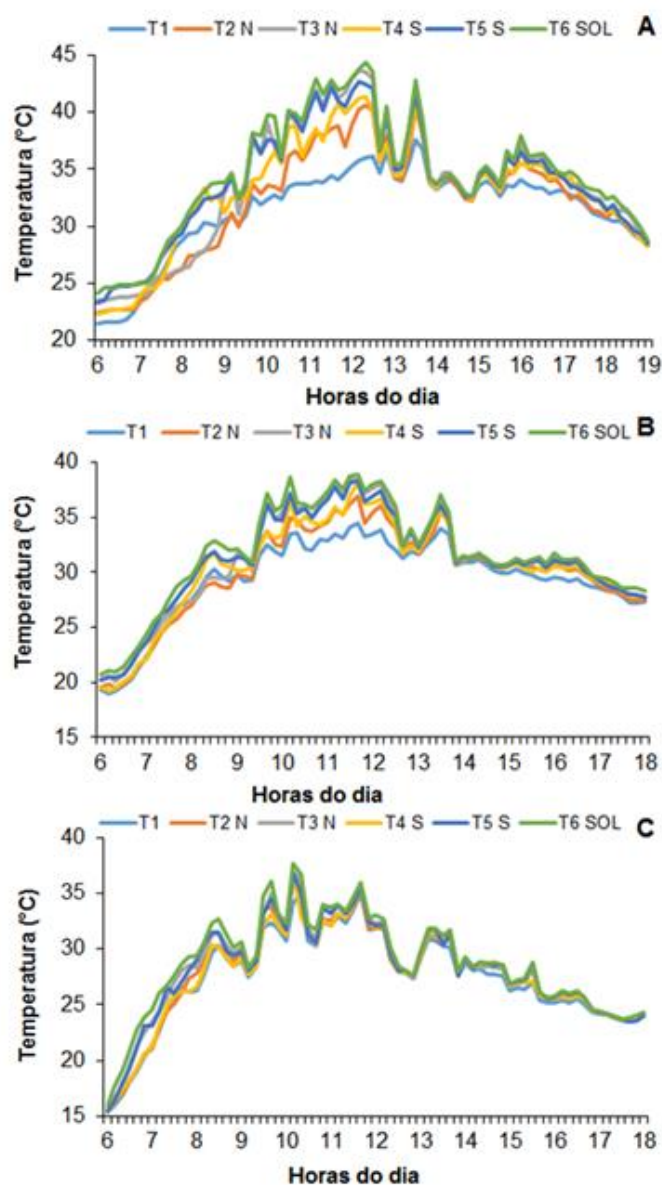 T1 T2 N T3 N T4 S T5 S T6 SOL A
45
40
35
30
25
20
Temperatura (°C)
6 7 8 9 10 11 12 13 14 15 16 17 18 19
Horas do dia
T1 T2 N T3 N T4 S T5 S T6 SOL B
40
35
30
25
20
15
Temperatura (°C)
6 7 8 9 10 11 12 13 14 15 16 17 18
Horas do dia
T1 T2 N T3 N T4 S T5 S T6 SOL C
40
35
30
25
20
15
Temperatura (°C)
6 7 8 9 10 11 12 13 14 15 16 17 18
Horas do dia